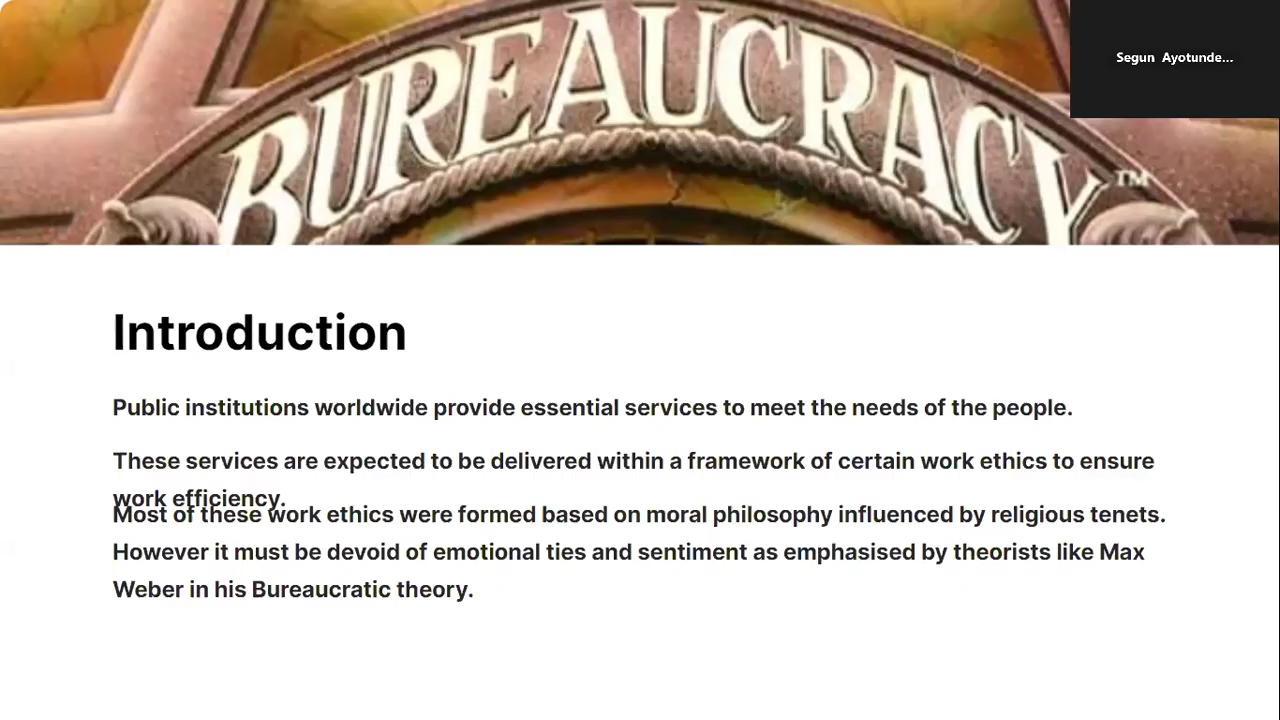 BUREAUCRACY™
Segun Ayotunde...
Introduction
Public institutions worldwide provide essential services to meet the needs of the people.
These services are expected to be delivered within a framework of certain work ethics to ensure
work efficiency.
Most of these work ethics were formed based on moral philosophy influenced by religious tenets.
However it must be devoid of emotional ties and sentiment as emphasised by theorists like Max
Weber in his Bureaucratic theory.